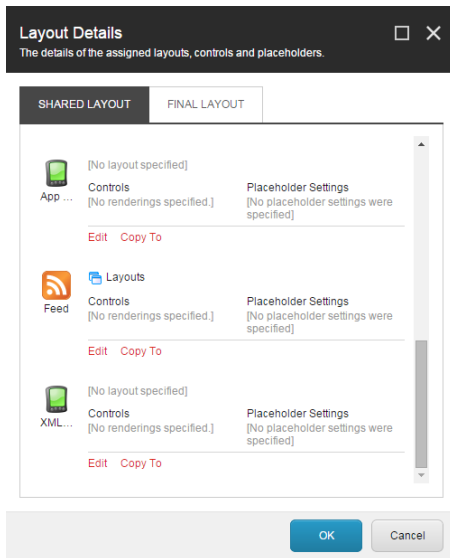 Layout Details
The details of the assigned layouts, controls and placeholders.
SHARED LAYOUT
FINAL LAYOUT
App ...
[No layout specified]
Controls
[No renderings specified.]
Placeholder Settings
[No placeholder settings were
specified]
Edit Copy To
Feed
Layouts
Controls
[No renderings specified.]
Placeholder Settings
[No placeholder settings were
specified]
Edit Copy To
XML...
[No layout specified]
Controls
[No renderings specified.]
Placeholder Settings
[No placeholder settings were
specified]
Edit Copy To
OK
Cancel